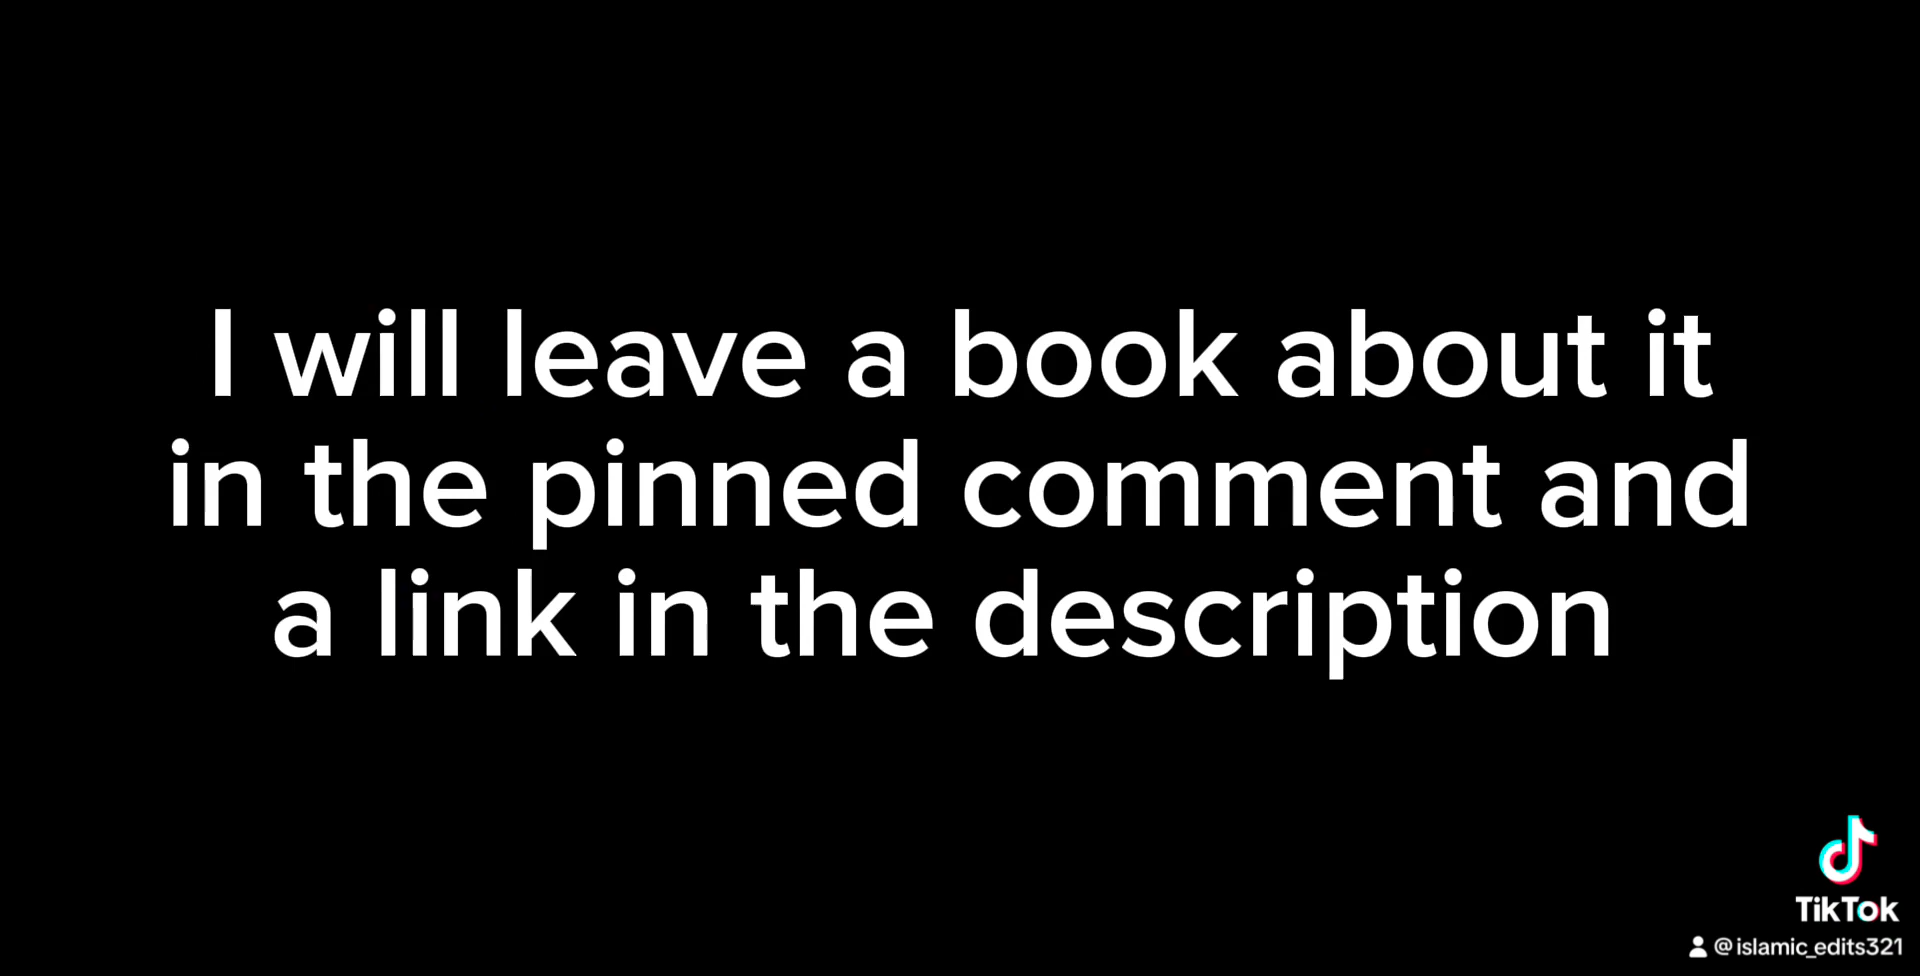 I will leave a book about it
in the pinned comment and
a link in the description
TikTok
@islamic_edits321